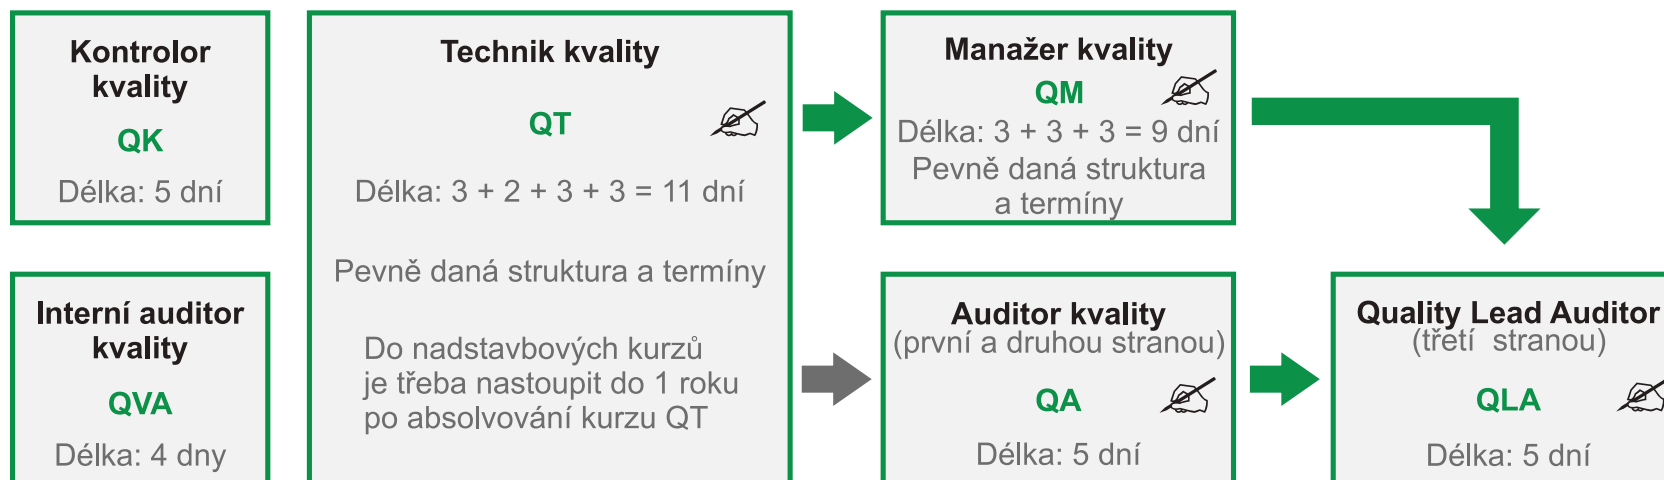 Kontrolor
kvality
QK
Délka: 5 dní
Interní auditor
kvality
QVA
Délka: 4 dny
Technik kvality
QT
Délka: 3 + 2 + 3 + 3 = 11 dní
Pevně daná struktura a termíny
Do nadstavbových kurzů
je třeba nastoupit do 1 roku
po absolvování kurzu QT
Manažer kvality
QM
Délka: 3 + 3 + 3 = 9 dní
Pevně daná struktura
a termíny
Auditor kvality
(první a druhou stranou)
QA
Délka: 5 dní
Quality Lead Auditor
(třetí stranou)
QLA
Délka: 5 dní